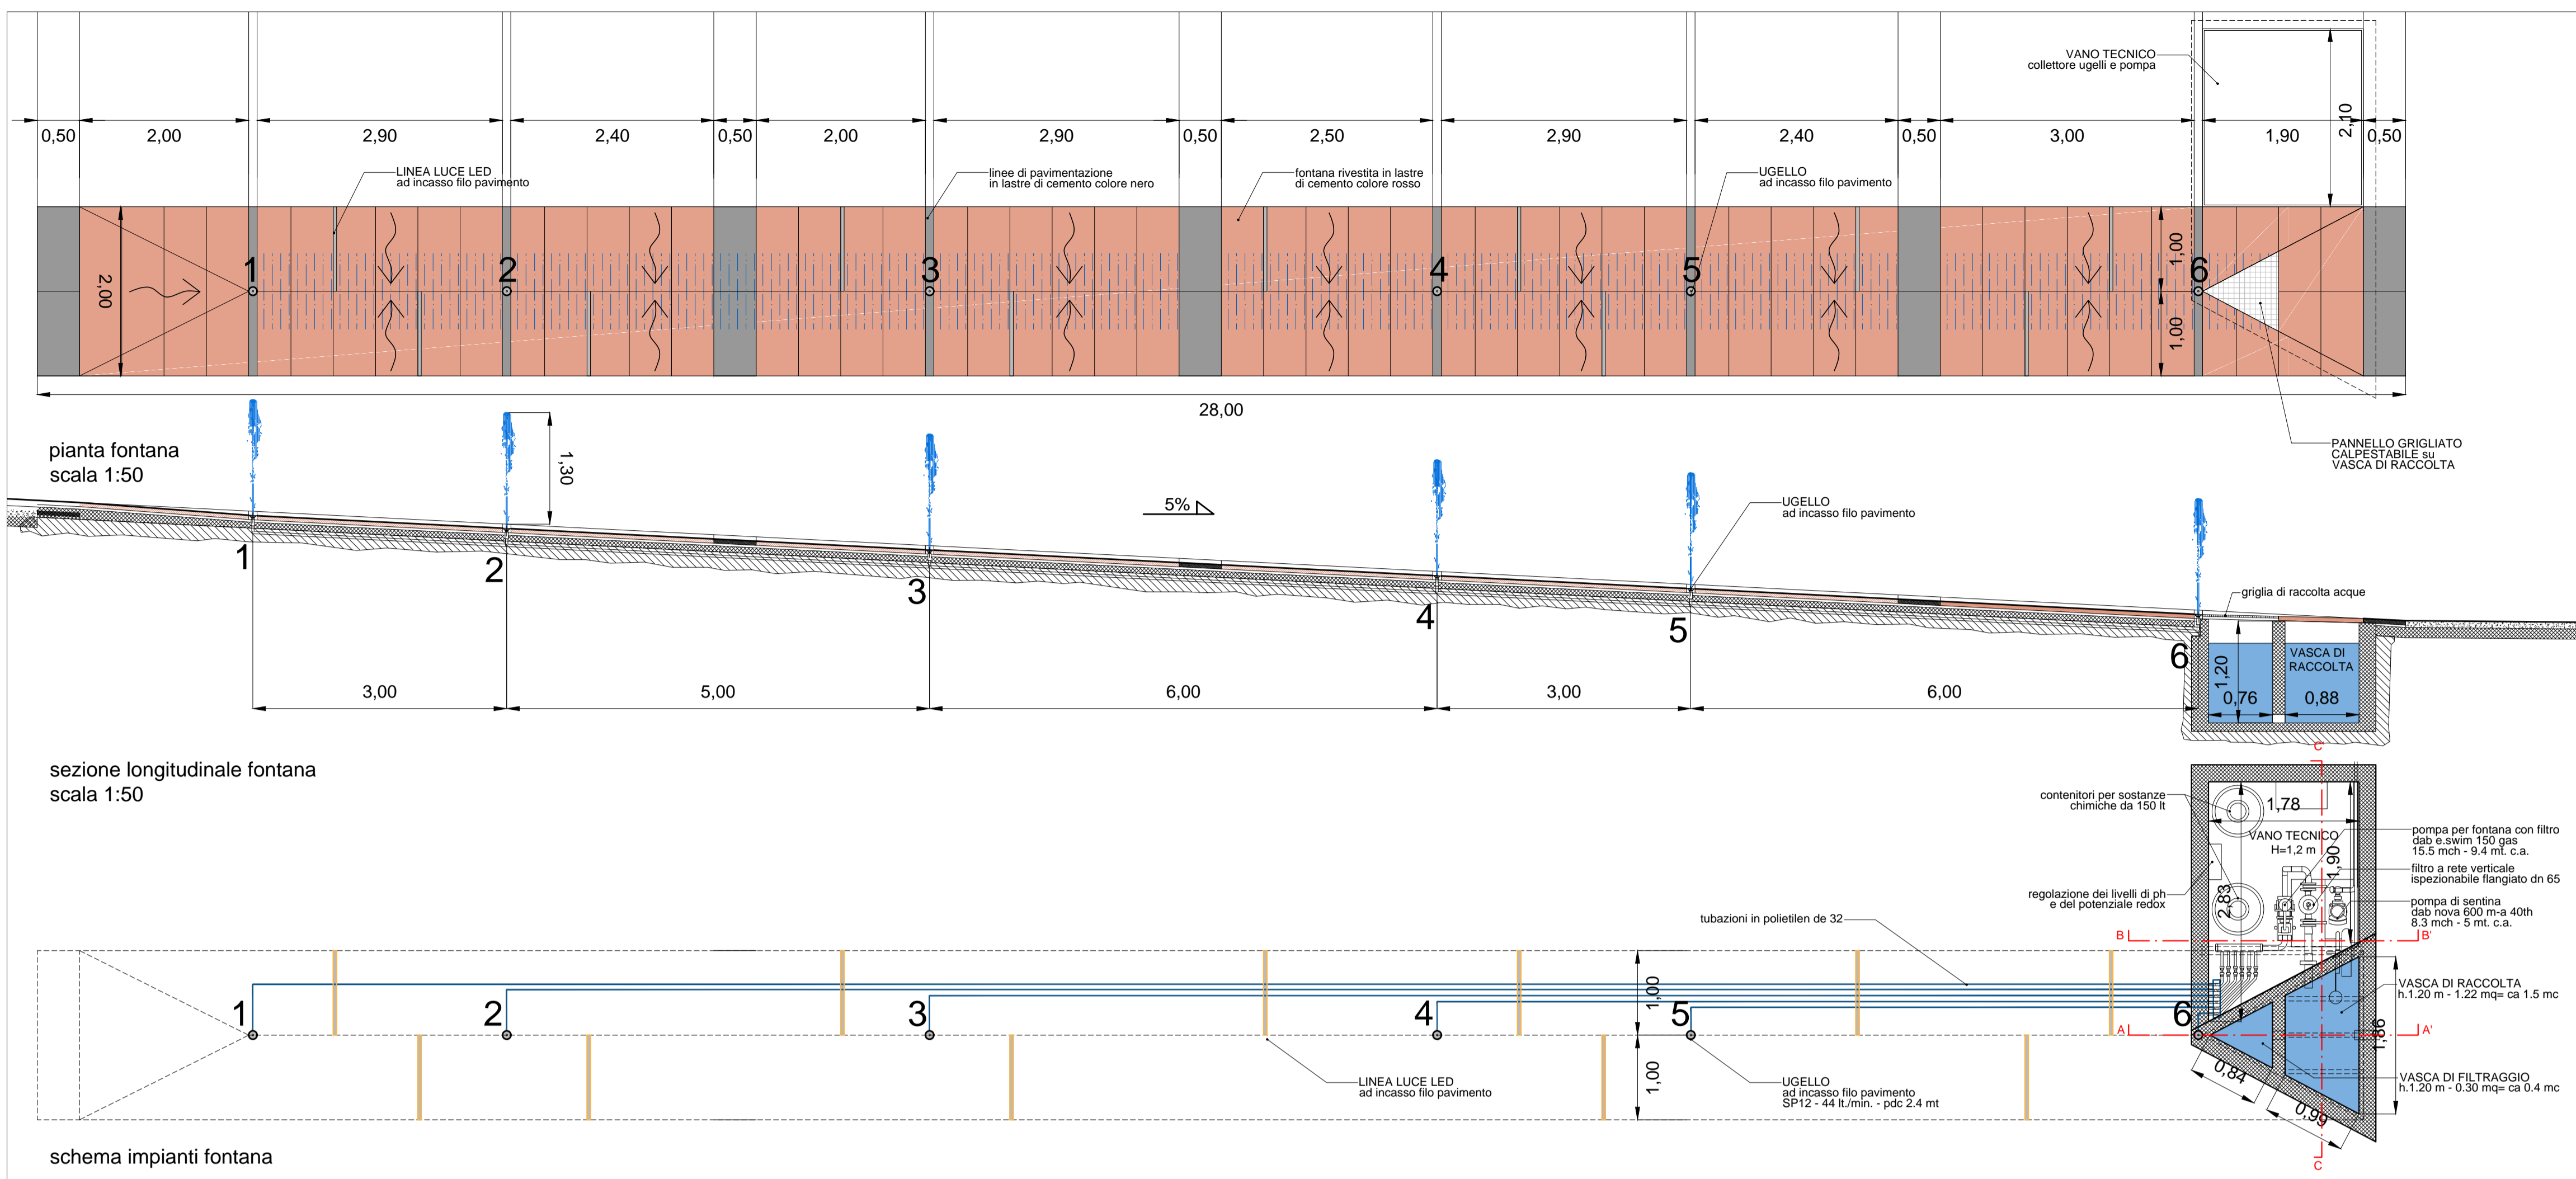 VANO TECNICO
collettore ugelli e pompa
0,50
2,00
2,90
2,40
0,50
2,00
2,90
0,50
2,50
2,90
2,40
0,50
3,00
1,90
0,50
2,10
LINEA LUCE LED
ad incasso filo pavimento
linee di pavimentazione
in lastre di cemento colore nero
fontana rivestita in lastre
di cemento colore rosso
UGELLO
ad incasso filo pavimento
2,00
1
2
3
4
5
6
1,00
1,00
28,00
pianta fontana
scala 1:50
PANNELLO GRIGLIATO
CALPESTABILE su
VASCA DI RACCOLTA
1,30
5%
UGELLO
ad incasso filo pavimento
griglia di raccolta acque
1
2
3
4
5
6
VASCA DI
RACCOLTA
1,20
0,76
0,88
3,00
5,00
6,00
3,00
6,00
sezione longitudinale fontana
scala 1:50
C'
contenitori per sostanze
chimiche da 150 lt
1,78
VANO TECNICO
H=1,2 m
1,90
2,83
pompa per fontana con filtro
dab e.swim 150 gas
15.5 mch - 9.4 mt. c.a.
filtro a rete verticale
ispezionabile flangiato dn 65
regolazione dei livelli di ph
e del potenziale redox
pompa di sentina
dab nova 600 m-a 40th
8.3 mch - 5 mt. c.a.
tubazioni in polietilen de 32
B
B'
1
2
3
4
5
6
1,00
1,00
A
A'
VASCA DI RACCOLTA
h.1.20 m - 1.22 mq= ca 1.5 mc
1,86
LINEA LUCE LED
ad incasso filo pavimento
UGELLO
ad incasso filo pavimento
SP12 - 44 lt./min. - pdc 2.4 mt
0,84
0,99
VASCA DI FILTRAGGIO
h.1.20 m - 0.30 mq= ca 0.4 mc
C
schema impianti fontana